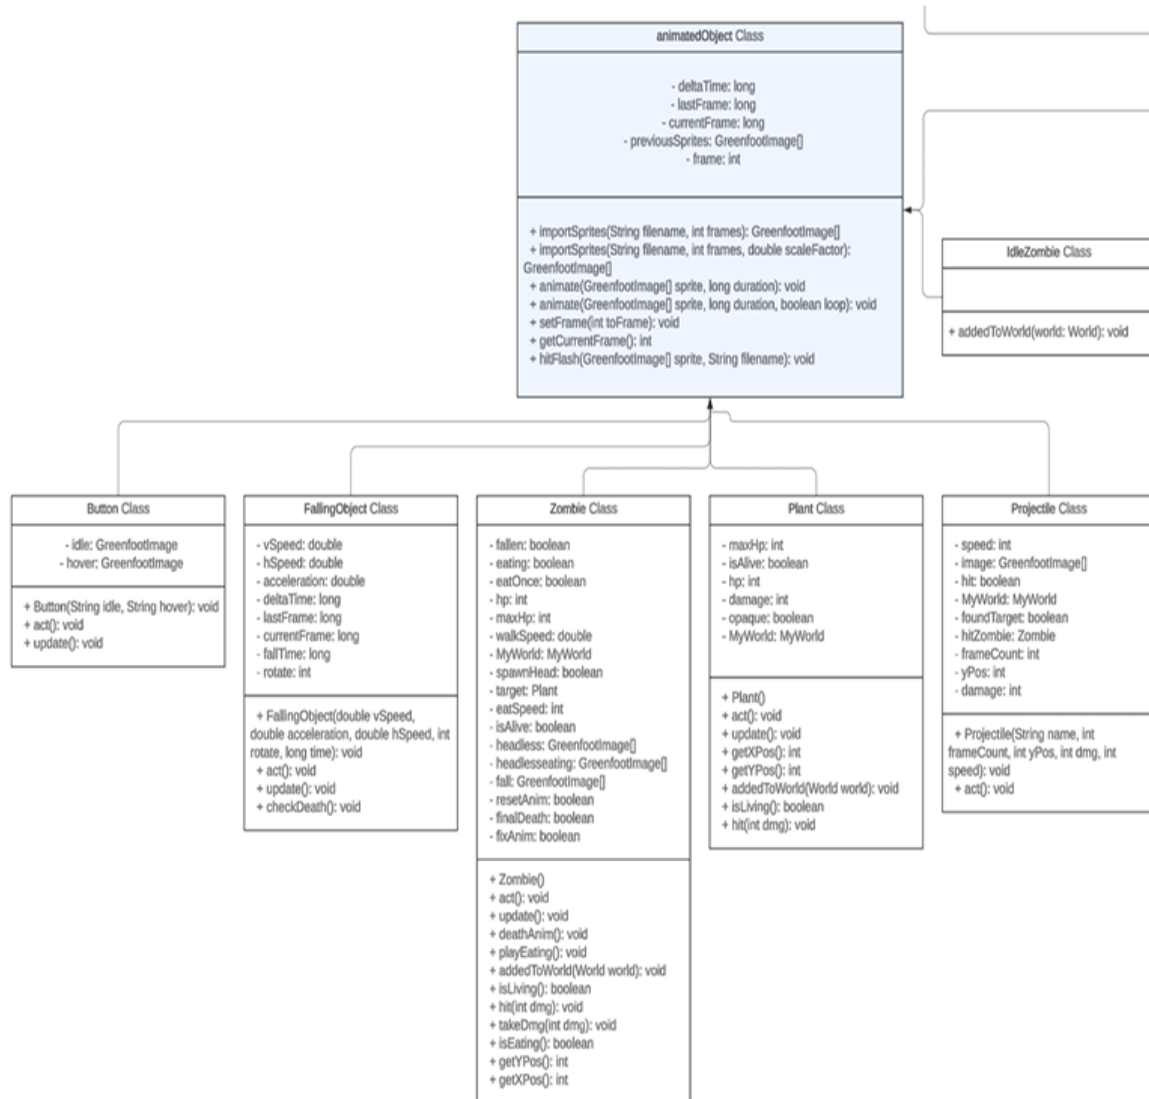 animatedObject Class
- deltaTime: long
- lastFrame: long
- currentFrame: long
- previousSprites: GreenfootImage[]
- frame: int
+ importSprites(String filename, int frames): GreenfootImage[]
+ importSprites(String filename, int frames, double scaleFactor):
GreenfootImage[]
+ animate(GreenfootImage[] sprite, long duration): void
+ animate(GreenfootImage[] sprite, long duration, boolean loop): void
+ setFrame(int toFrame): void
+ getCurrentFrame(): int
+ hitFlash(GreenfootImage[] sprite, String filename): void
IdleZombie Class
+ addedToWorld(world: World): void
Button Class
- idle: GreenfootImage
- hover: GreenfootImage
+ Button(String idle, String hover): void
+ act(): void
+ update(): void
FallingObject Class
- vSpeed: double
- hSpeed: double
- acceleration: double
- deltaTime: long
- lastFrame: long
- currentFrame: long
- fallTime: long
- rotate: int
+ FallingObject(double vSpeed,
double acceleration, double hSpeed, int
rotate, long time): void
+ act(): void
+ update(): void
+ checkDeath(): void
Zombie Class
- fallen: boolean
- eating: boolean
- eatOnce: boolean
- hp: int
- maxHp: int
- walkSpeed: double
- MyWorld: MyWorld
- spawnHead: boolean
- target: Plant
- eatSpeed: int
- isAlive: boolean
- headless: GreenfootImage[]
- headlesseating: GreenfootImage[]
- fall: GreenfootImage[]
- resetAnim: boolean
- finalDeath: boolean
- fixAnim: boolean
+ Zombie()
+ act(): void
+ update(): void
+ deathAnim(): void
+ playEating(): void
+ addedToWorld(World world): void
+ isLiving(): boolean
+ hit(int dmg): void
+ takeDmg(int dmg): void
+ isEating(): boolean
+ getYPos(): int
+ getXPos(): int
Plant Class
- maxHp: int
- isAlive: boolean
- hp: int
- damage: int
- opaque: boolean
- MyWorld: MyWorld
+ Plant()
+ act(): void
+ update(): void
+ getXPos(): int
+ getYPos(): int
+ addedToWorld(World world): void
+ isLiving(): boolean
+ hit(int dmg): void
Projectile Class
- speed: int
- image: GreenfootImage[]
- hit: boolean
- MyWorld: MyWorld
- foundTarget: boolean
- hitZombie: Zombie
- frameCount: int
- yPos: int
- damage: int
+ Projectile(String name, int
frameCount, int yPos, int dmg, int
speed): void
+ act(): void